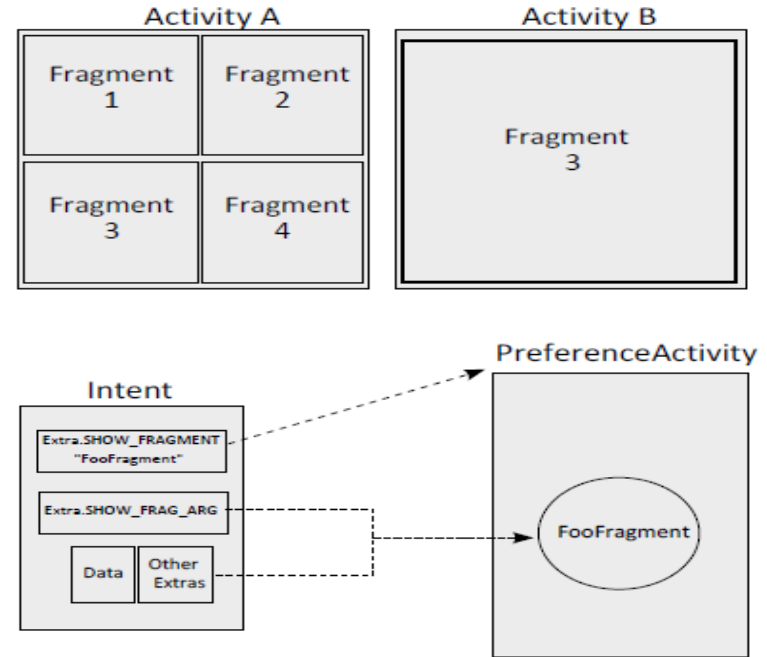 Activity A
Activity B
Fragment
1
Fragment
2
Fragment
3
Fragment
3
Fragment
4
PreferenceActivity
Intent
Extra.SHOW_FRAGMENT
"FooFragment"
Extra.SHOW_FRAG_ARG
FooFragment
Data
Other
Extras